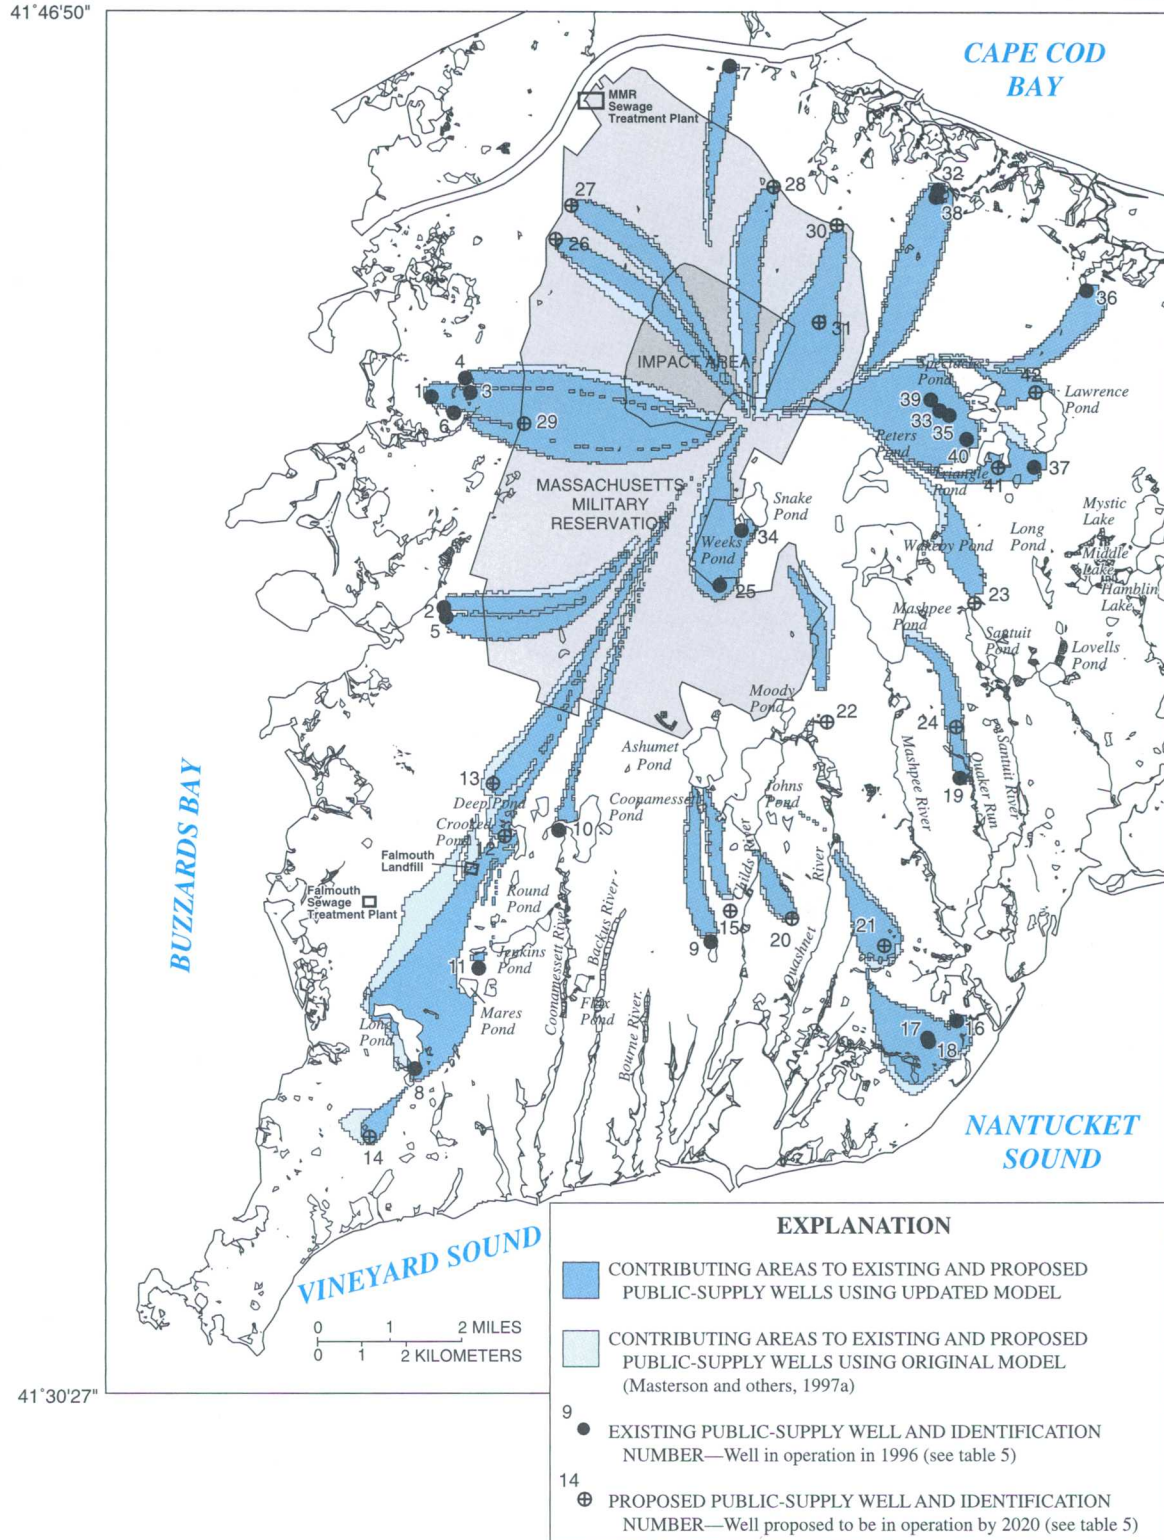 41°46'50"
CAPE COD
BAY
7
MMR
Sewage
Treatment Plant
27
28
32
38
30
26
36
31
IMPACT AREA
4
1
3
6
29
Spectacle
Pond
42
Lawrence
Pond
39
33
35
40
Peters
Pond
Triangle
Pond
41
37
MASSACHUSETTS
MILITARY
RESERVATION
Snake
Pond
34
Weeks
Pond
25
Wakeby Pond
Long
Pond
Mystic
Lake
Middle
Lake
Hamblin
Lake
2
5
23
Mashpee
Pond
Santuit
Pond
Lovells
Pond
Moody
Pond
22
24
Ashumet
Pond
Mashpee River
Quaker Run
Santuit River
19
BUZZARDS BAY
13
Deep Pond
Crooked
Pond
12
10
Coonamessett
Pond
Johns
Pond
Falmouth
Landfill
Falmouth
Sewage
Treatment Plant
Round
Pond
Childs River
River
Quashnet
15
20
21
9
Coonamessett River
Backus River
11
Jenkins
Pond
Mares
Pond
Flax
Pond
Bourne River
Long
Pond
17
16
18
8
14
NANTUCKET
SOUND
VINEYARD SOUND
0 1 2 MILES
0 1 2 KILOMETERS
41°30'27"
EXPLANATION
CONTRIBUTING AREAS TO EXISTING AND PROPOSED
PUBLIC-SUPPLY WELLS USING UPDATED MODEL
CONTRIBUTING AREAS TO EXISTING AND PROPOSED
PUBLIC-SUPPLY WELLS USING ORIGINAL MODEL
(Masterson and others, 1997a)
9
EXISTING PUBLIC-SUPPLY WELL AND IDENTIFICATION
NUMBER—Well in operation in 1996 (see table 5)
14
PROPOSED PUBLIC-SUPPLY WELL AND IDENTIFICATION
NUMBER—Well proposed to be in operation by 2020 (see table 5)